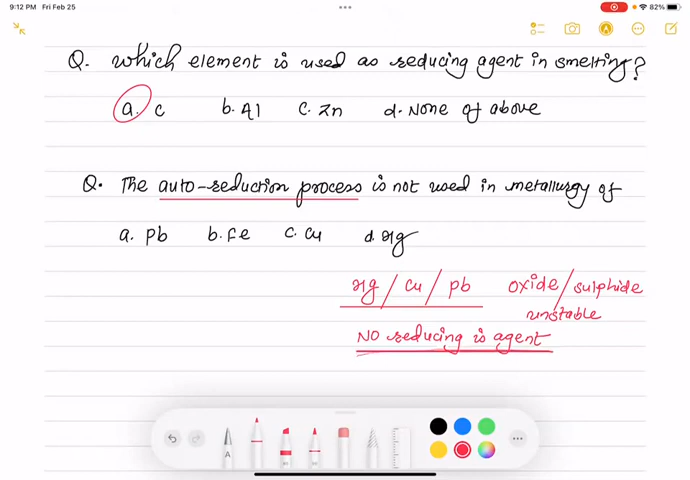 9:12 PM Fri Feb 25
82%
Q. which element is used as reducing agent in smelting?
a. c b. Al c. Zn d. None of above
Q. The auto-reduction process is not used in metallurgy of
a. Pb b. Fe c. Cu d. Hg
Hg / Cu / Pb oxide/sulphide
unstable
NO reducing is agent
A